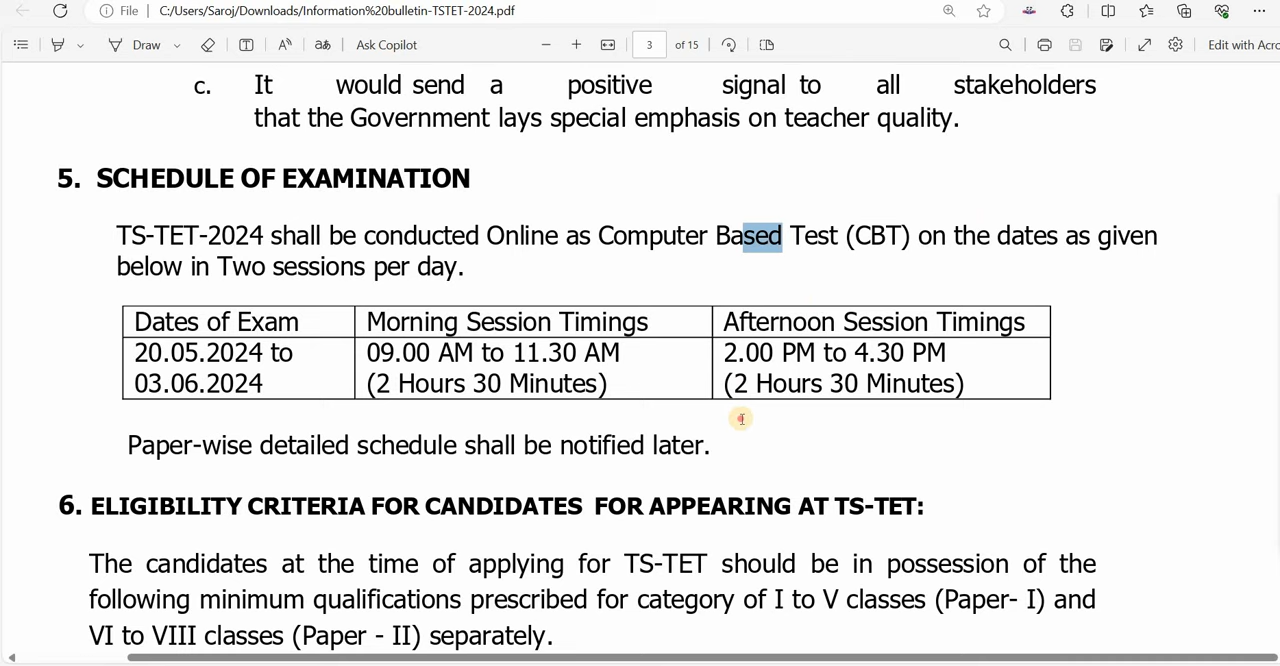 File C:/Users/Saroj/Downloads/Information%20bulletin-TSTET-2024.pdf
Draw Ask Copilot 3 of 15 Edit with Acro
c. It would send a positive signal to all stakeholders
that the Government lays special emphasis on teacher quality.
5. SCHEDULE OF EXAMINATION
TS-TET-2024 shall be conducted Online as Computer Based Test (CBT) on the dates as given
below in Two sessions per day.
Dates of Exam Morning Session Timings Afternoon Session Timings
20.05.2024 to 09.00 AM to 11.30 AM 2.00 PM to 4.30 PM
03.06.2024 (2 Hours 30 Minutes) (2 Hours 30 Minutes)
Paper-wise detailed schedule shall be notified later.
6. ELIGIBILITY CRITERIA FOR CANDIDATES FOR APPEARING AT TS-TET:
The candidates at the time of applying for TS-TET should be in possession of the
following minimum qualifications prescribed for category of I to V classes (Paper- I) and
VI to VIII classes (Paper - II) separately.